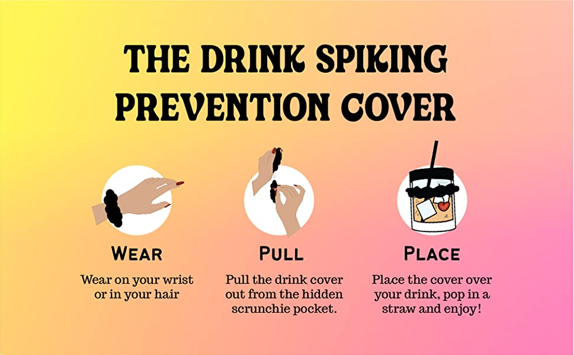 THE DRINK SPIKING
PREVENTION COVER
WEAR
Wear on your wrist
or in your hair
PULL
Pull the drink cover
out from the hidden
scrunchie pocket.
PLACE
Place the cover over
your drink, pop in a
straw and enjoy!